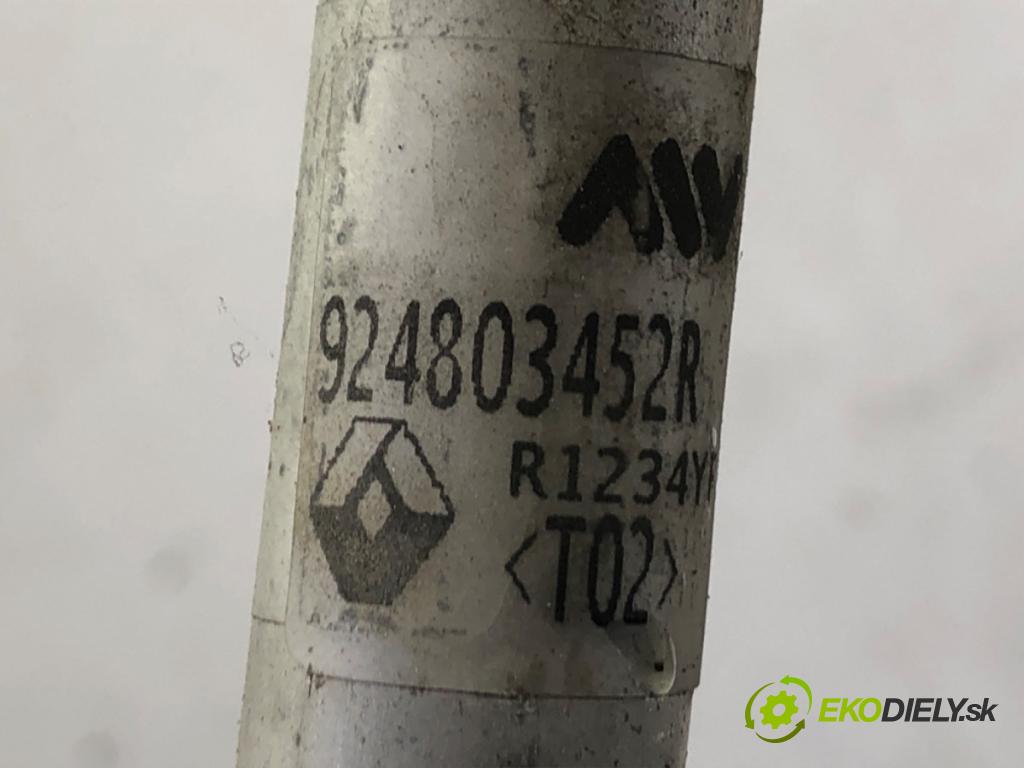 924803452R
R1234Y
<T02>
EKODIELY.sk